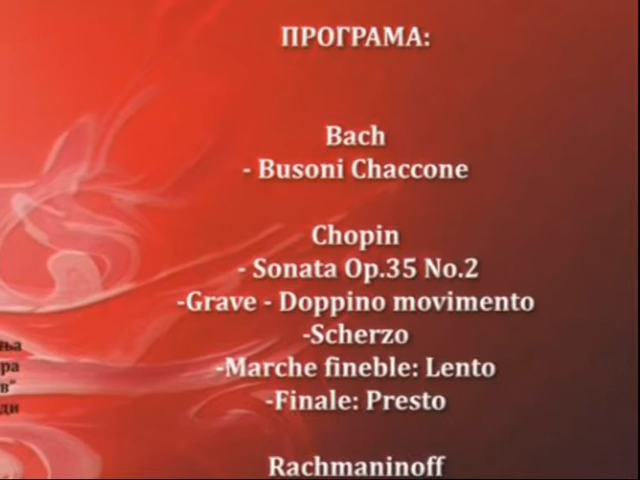 ПРОГРАМА:
Bach
- Busoni Chaccone
Chopin
- Sonata Op.35 No.2
-Grave - Doppino movimento
-Scherzo
-Marche fineble: Lento
-Finale: Presto
Rachmaninoff